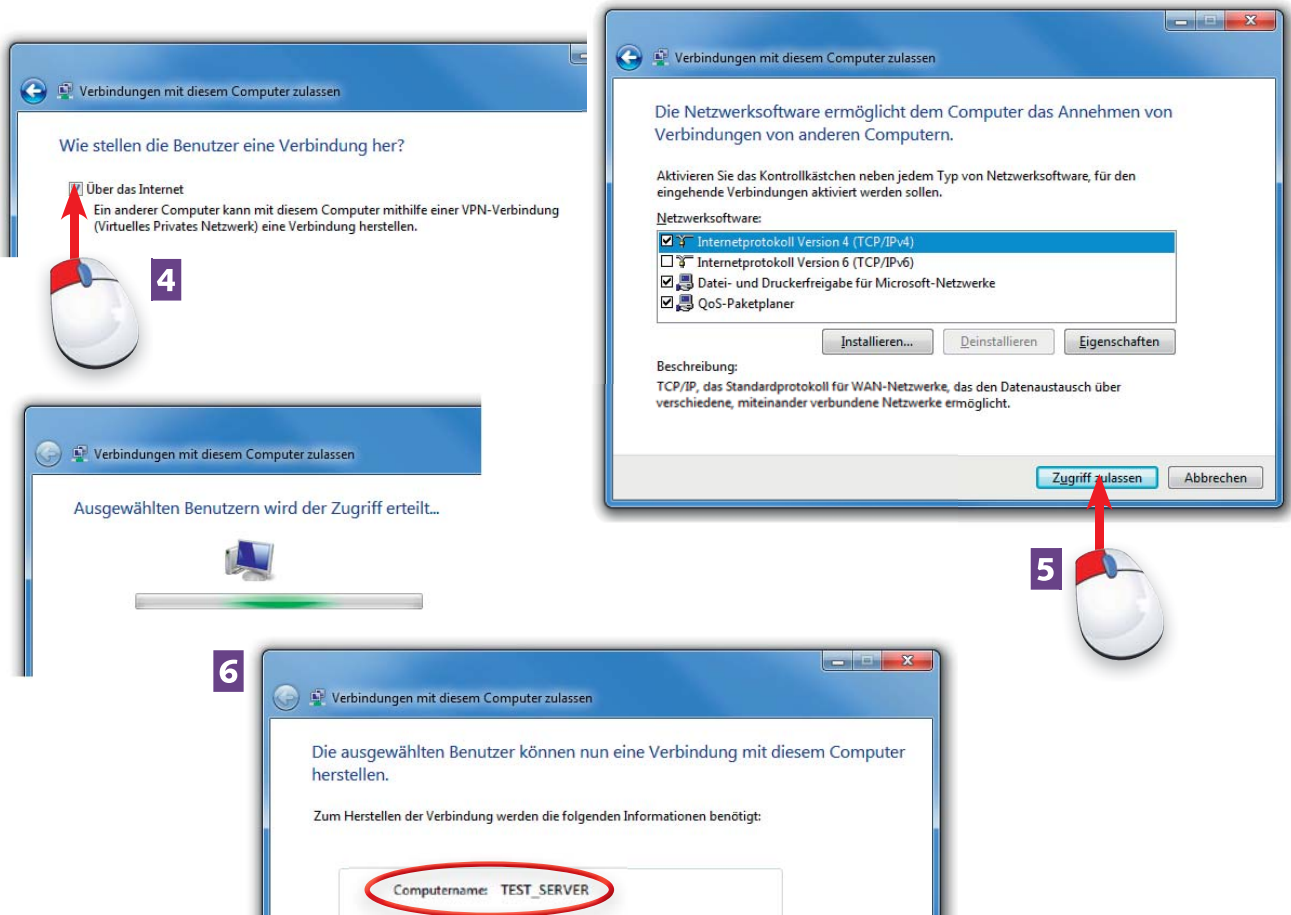 Verbindungen mit diesem Computer zulassen
Wie stellen die Benutzer eine Verbindung her?
Über das Internet
Ein anderer Computer kann mit diesem Computer mithilfe einer VPN-Verbindung
(Virtuelles Privates Netzwerk) eine Verbindung herstellen.
4
Verbindungen mit diesem Computer zulassen
Die Netzwerksoftware ermöglicht dem Computer das Annehmen von
Verbindungen von anderen Computern.
Aktivieren Sie das Kontrollkästchen neben jedem Typ von Netzwerksoftware, für den
eingehende Verbindungen aktiviert werden sollen.
Netzwerksoftware:
Internetprotokoll Version 4 (TCP/IPv4)
Internetprotokoll Version 6 (TCP/IPv6)
Datei- und Druckerfreigabe für Microsoft-Netzwerke
QoS-Paketplaner
Installieren... Deinstallieren Eigenschaften
Beschreibung:
TCP/IP, das Standardprotokoll für WAN-Netzwerke, das den Datenaustausch über
verschiedene, miteinander verbundene Netzwerke ermöglicht.
Zugriff zulassen Abbrechen
5
Verbindungen mit diesem Computer zulassen
Ausgewählten Benutzern wird der Zugriff erteilt...
6
Verbindungen mit diesem Computer zulassen
Die ausgewählten Benutzer können nun eine Verbindung mit diesem Computer
herstellen.
Zum Herstellen der Verbindung werden die folgenden Informationen benötigt:
Computername: TEST_SERVER